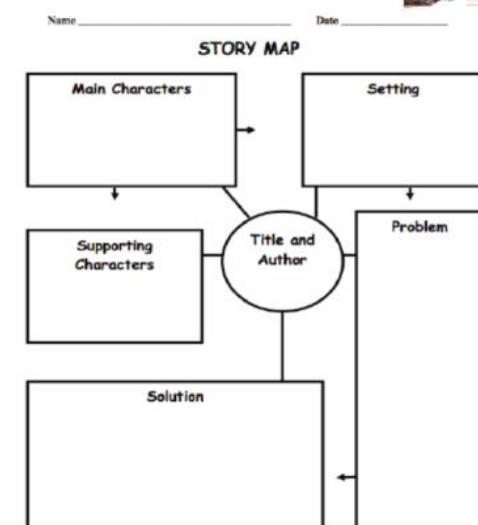 Name Date
STORY MAP
Main Characters
Setting
Title and
Author
Problem
Supporting
Characters
Solution